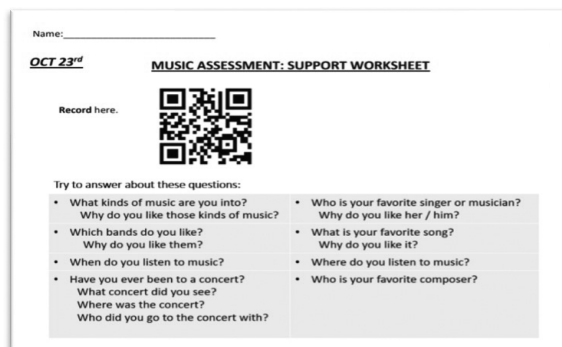 Name:____________________________
OCT 23rd
MUSIC ASSESSMENT: SUPPORT WORKSHEET
Record here.
Try to answer about these questions:
• What kinds of music are you into?
Why do you like those kinds of music?
• Who is your favorite singer or musician?
Why do you like her / him?
• Which bands do you like?
Why do you like them?
• What is your favorite song?
Why do you like it?
• When do you listen to music?
• Where do you listen to music?
• Have you ever been to a concert?
What concert did you see?
Where was the concert?
Who did you go to the concert with?
• Who is your favorite composer?